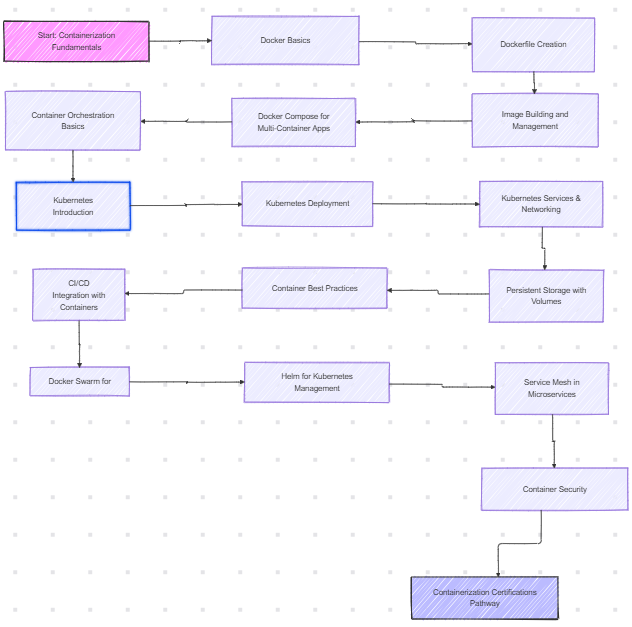 Start: Containerization
Fundamentals
Docker Basics
Dockerfile Creation
Image Building and
Management
Docker Compose for
Multi-Container Apps
Container Orchestration
Basics
Kubernetes
Introduction
Kubernetes Deployment
Kubernetes Services &
Networking
Persistent Storage with
Volumes
Container Best Practices
CI/CD
Integration with
Containers
Docker Swarm for
Helm for Kubernetes
Management
Service Mesh in
Microservices
Container Security
Containerization Certifications
Pathway